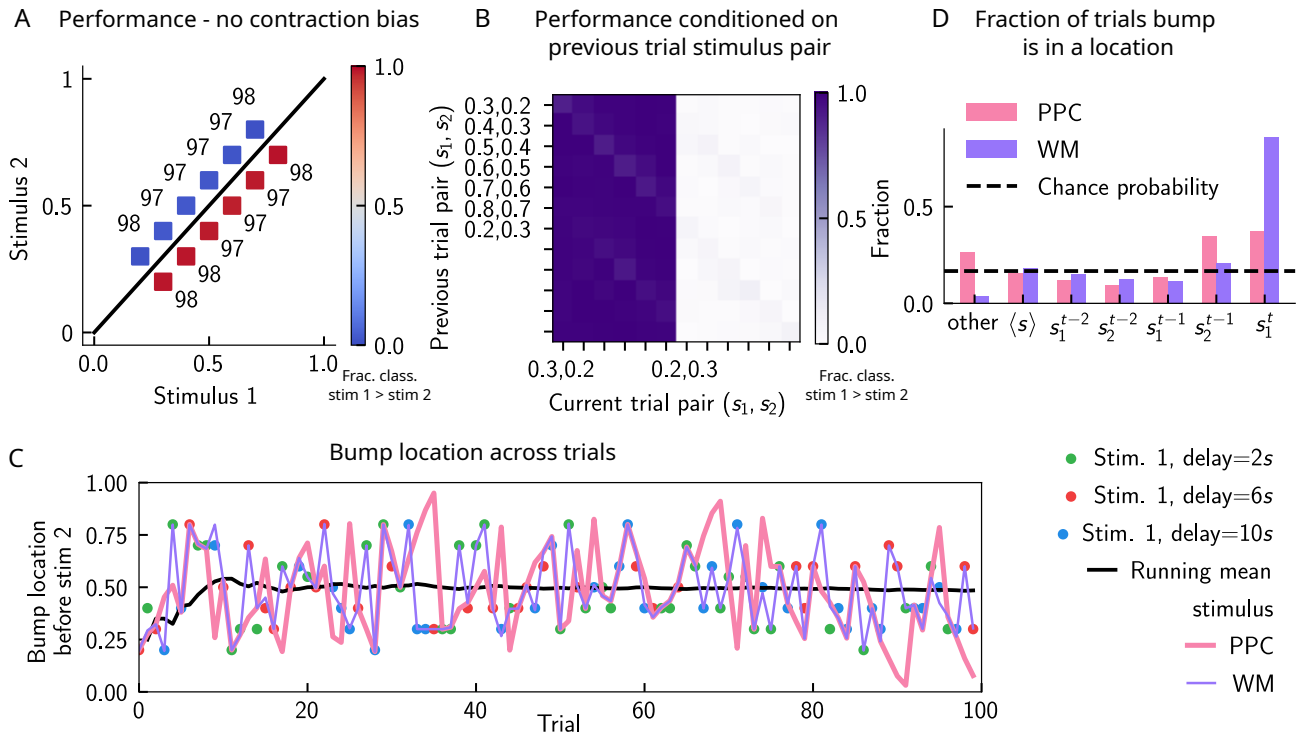 A Performance - no contraction bias
1
0.5
0
Stimulus 2
98
97
97
97
97
98
98
97
97
97
98
98
0.0
0.5
1.0
Stimulus 1
1.0
0.5
0.0
Frac. class.
stim 1 > stim 2
B Performance conditioned on
previous trial stimulus pair
Previous trial pair (s₁, s₂)
0.3,0.2
0.4,0.3
0.5,0.4
0.6,0.5
0.7,0.6
0.8,0.7
0.2,0.3
0.3,0.2
0.2,0.3
Current trial pair (s₁, s₂)
1.0
0.5
0.0
Frac. class.
stim 1 > stim 2
D Fraction of trials bump
is in a location
PPC
WM
Chance probability
Fraction
0.5
0.0
other ⟨s⟩ s₁ᵗ⁻² s₂ᵗ⁻² s₁ᵗ⁻¹ s₂ᵗ⁻¹ s₁ᵗ
C Bump location across trials
Bump location
before stim 2
1.00
0.75
0.50
0.25
0.00
0 20 40 60 80 100
Trial
Stim. 1, delay=2s
Stim. 1, delay=6s
Stim. 1, delay=10s
Running mean
stimulus
PPC
WM